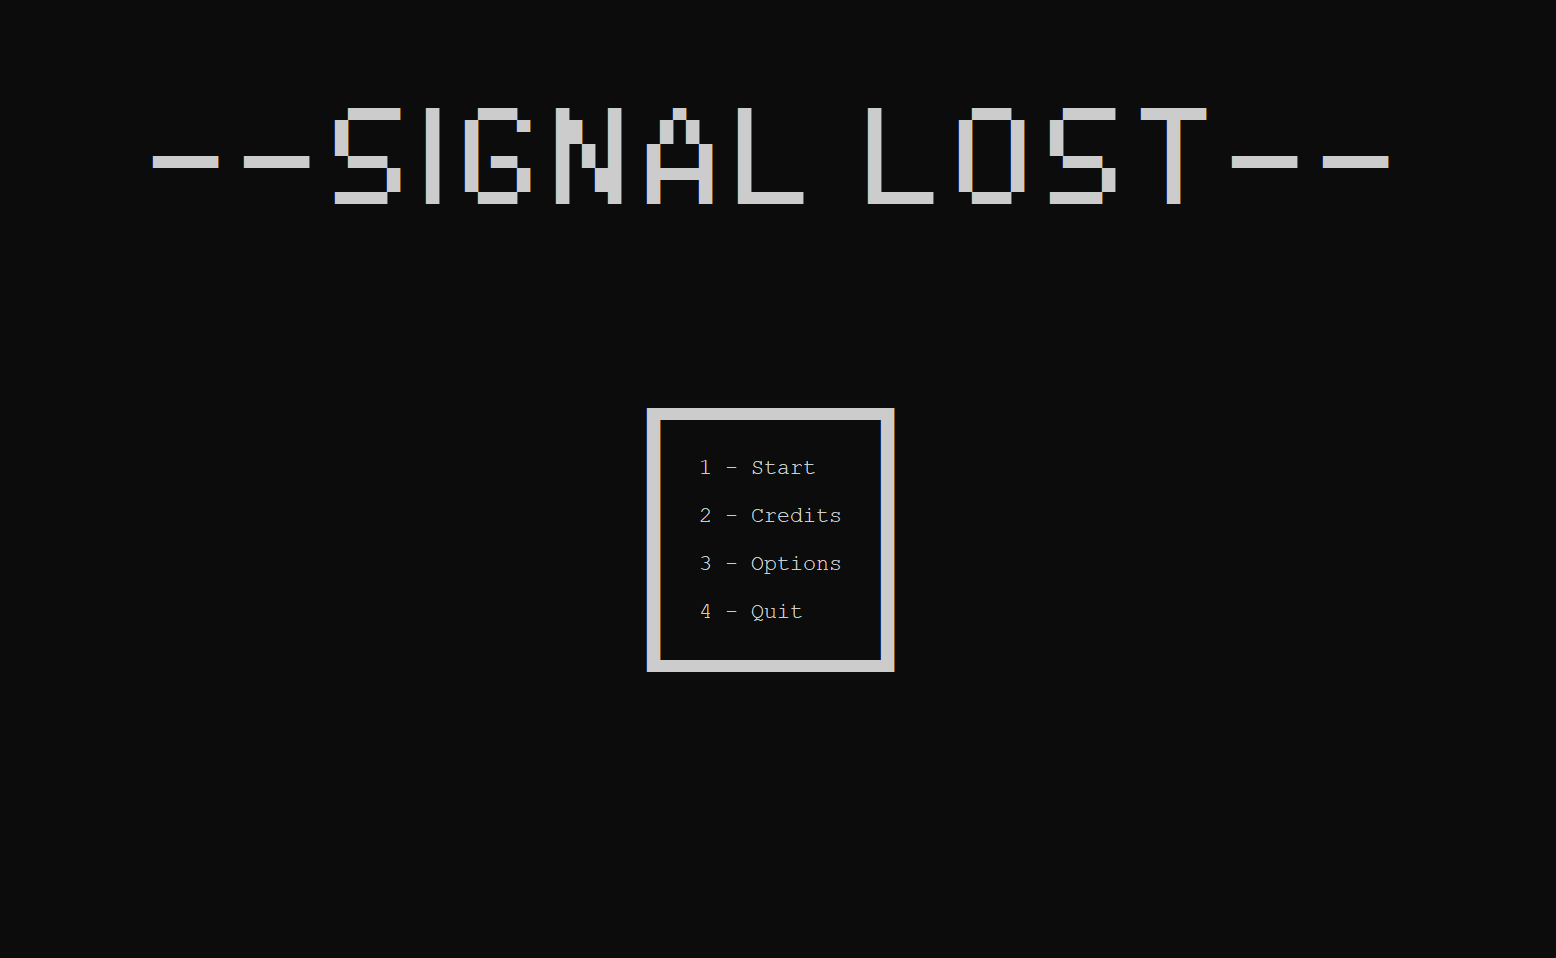 --SIGNAL LOST--
1 - Start
2 - Credits
3 - Options
4 - Quit